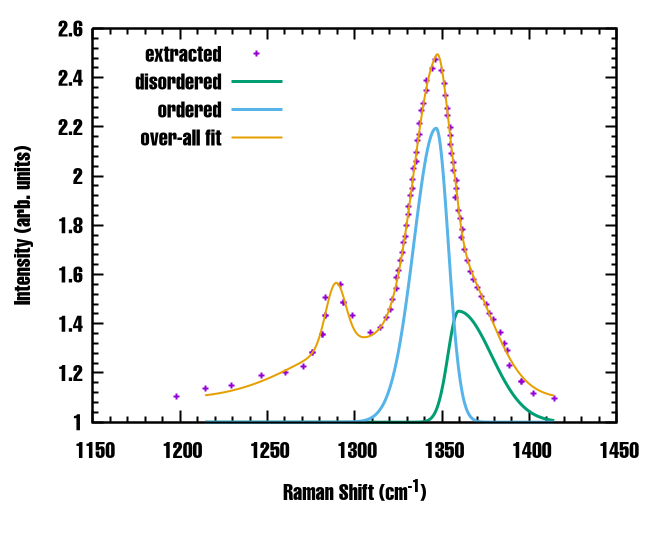 2.6
extracted
2.4
disordered
ordered
2.2
over-all fit
2
1.8
1.6
1.4
1.2
1
Intensity (arb. units)
1150 1200 1250 1300 1350 1400 1450
Raman Shift (cm-1)